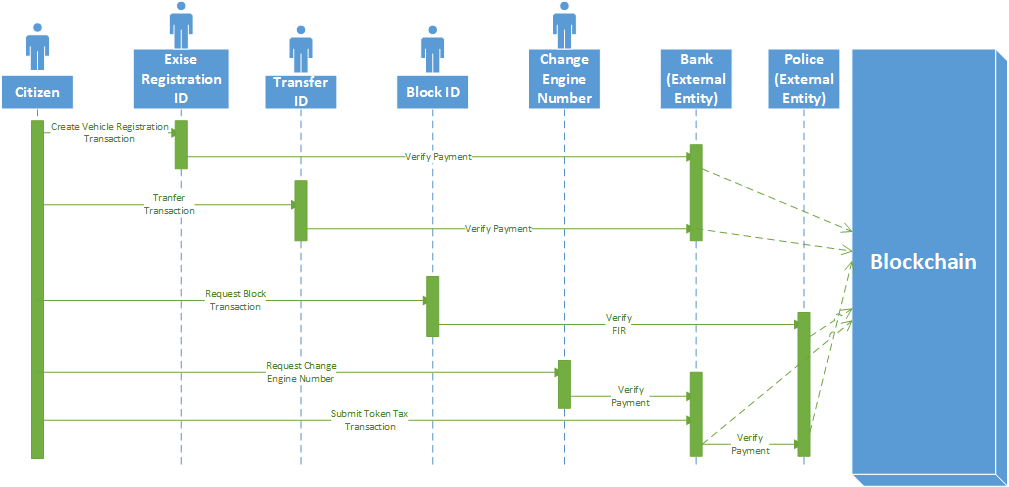 Citizen
Exise
Registration
ID
Transfer
ID
Block ID
Change
Engine
Number
Bank
(External
Entity)
Police
(External
Entity)
Blockchain
Create Vehicle Registration
Transaction
Verify Payment
Tranfer
Transaction
Verify Payment
Request Block
Transaction
Verify
FIR
Request Change
Engine Number
Verify
Payment
Submit Token Tax
Transaction
Verify
Payment